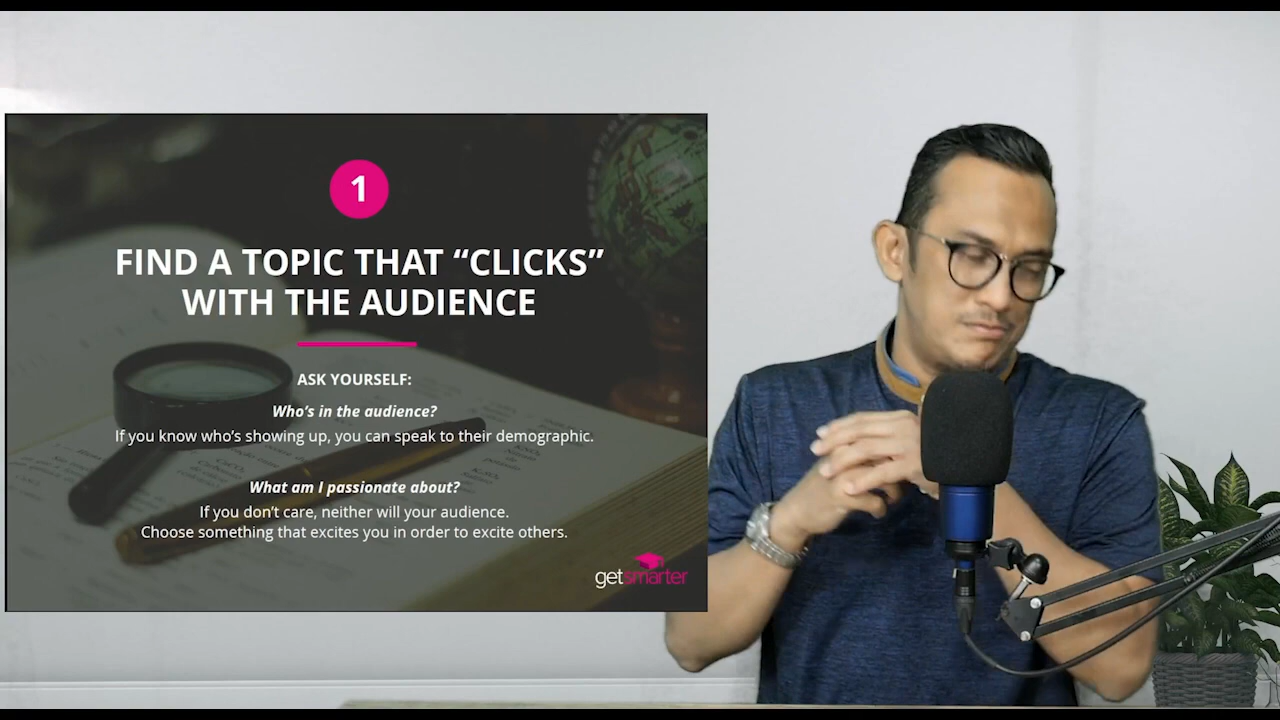 1
FIND A TOPIC THAT “CLICKS”
WITH THE AUDIENCE
ASK YOURSELF:
Who’s in the audience?
If you know who’s showing up, you can speak to their demographic.
What am I passionate about?
If you don’t care, neither will your audience.
Choose something that excites you in order to excite others.
getsmarter